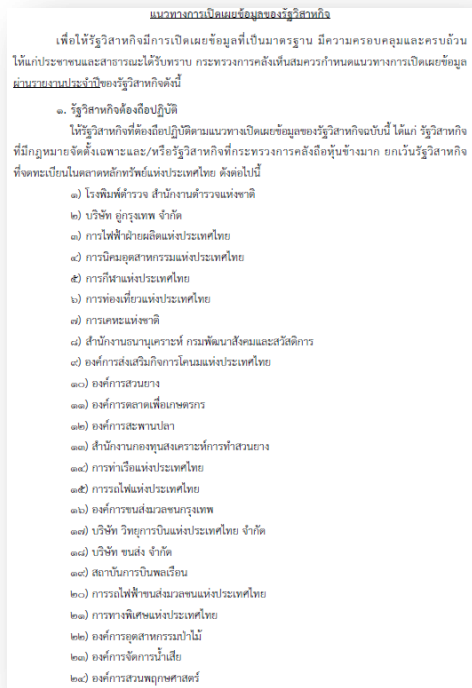 แนวทางการเปิดเผยข้อมูลของรัฐวิสาหกิจ
เพื่อให้รัฐวิสาหกิจมีการเปิดเผยข้อมูลที่เป็นมาตรฐาน มีความครอบคลุมและครบถ้วน
ให้แก่ประชาชนและสาธารณะได้รับทราบ กระทรวงการคลังเห็นสมควรกำหนดแนวทางการเปิดเผยข้อมูล
ผ่านรายงานประจำปีของรัฐวิสาหกิจดังนี้
๑. รัฐวิสาหกิจต้องถือปฏิบัติ
ให้รัฐวิสาหกิจที่ต้องถือปฏิบัติตามแนวทางเปิดเผยข้อมูลของรัฐวิสาหกิจฉบับนี้ ได้แก่ รัฐวิสาหกิจ
ที่มีกฎหมายจัดตั้งเฉพาะและ/หรือรัฐวิสาหกิจที่กระทรวงการคลังถือหุ้นข้างมาก ยกเว้นรัฐวิสาหกิจ
ที่จดทะเบียนในตลาดหลักทรัพย์แห่งประเทศไทย ดังต่อไปนี้
๑) โรงพิมพ์ตำรวจ สำนักงานตำรวจแห่งชาติ
๒) บริษัท อู่กรุงเทพ จำกัด
๓) การไฟฟ้าฝ่ายผลิตแห่งประเทศไทย
๔) การนิคมอุตสาหกรรมแห่งประเทศไทย
๕) การกีฬาแห่งประเทศไทย
๖) การท่องเที่ยวแห่งประเทศไทย
๗) การเคหะแห่งชาติ
๘) สำนักงานธนานุเคราะห์ กรมพัฒนาสังคมและสวัสดิการ
๙) องค์การส่งเสริมกิจการโคนมแห่งประเทศไทย
๑๐) องค์การสวนยาง
๑๑) องค์การตลาดเพื่อเกษตรกร
๑๒) องค์การสะพานปลา
๑๓) สำนักงานกองทุนสงเคราะห์การทำสวนยาง
๑๔) การท่าเรือแห่งประเทศไทย
๑๕) การรถไฟแห่งประเทศไทย
๑๖) องค์การขนส่งมวลชนกรุงเทพ
๑๗) บริษัท วิทยุการบินแห่งประเทศไทย จำกัด
๑๘) บริษัท ขนส่ง จำกัด
๑๙) สถาบันการบินพลเรือน
๒๐) การรถไฟฟ้าขนส่งมวลชนแห่งประเทศไทย
๒๑) การทางพิเศษแห่งประเทศไทย
๒๒) องค์การอุตสาหกรรมป่าไม้
๒๓) องค์การจัดการน้ำเสีย
๒๔) องค์การสวนพฤกษศาสตร์